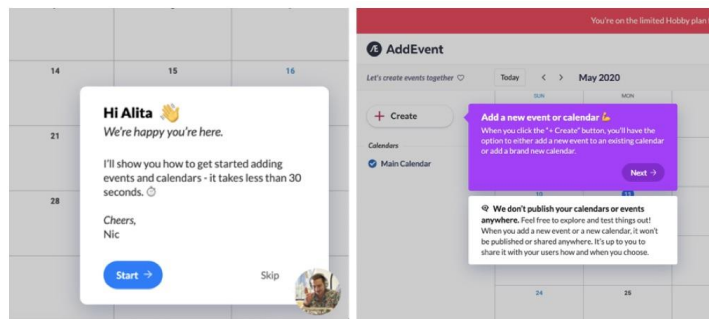 14 15 16
21
28
Hi Alita 👋
We're happy you're here.
I'll show you how to get started adding
events and calendars - it takes less than 30
seconds. ⏱
Cheers,
Nic
Start →
Skip
You're on the limited Hobby plan
Æ AddEvent
Let's create events together ♡
Today < > May 2020
SUN MON
+ Create
Calenders
Main Calendar
Add a new event or calendar 💪
When you click the "+ Create" button, you'll have the
option to either add a new event to an existing calendar
or add a brand new calendar.
Next →
10
We don't publish your calendars or events
anywhere. Feel free to explore and test things out!
When you add a new event or a new calendar, it won't
be published or shared anywhere. It's up to you to
share it with your users how and when you choose.
24 25